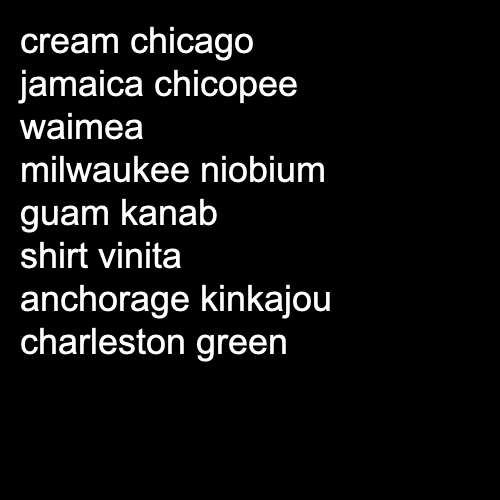 cream chicago
jamaica chicopee
waimea
milwaukee niobium
guam kanab
shirt vinita
anchorage kinkajou
charleston green